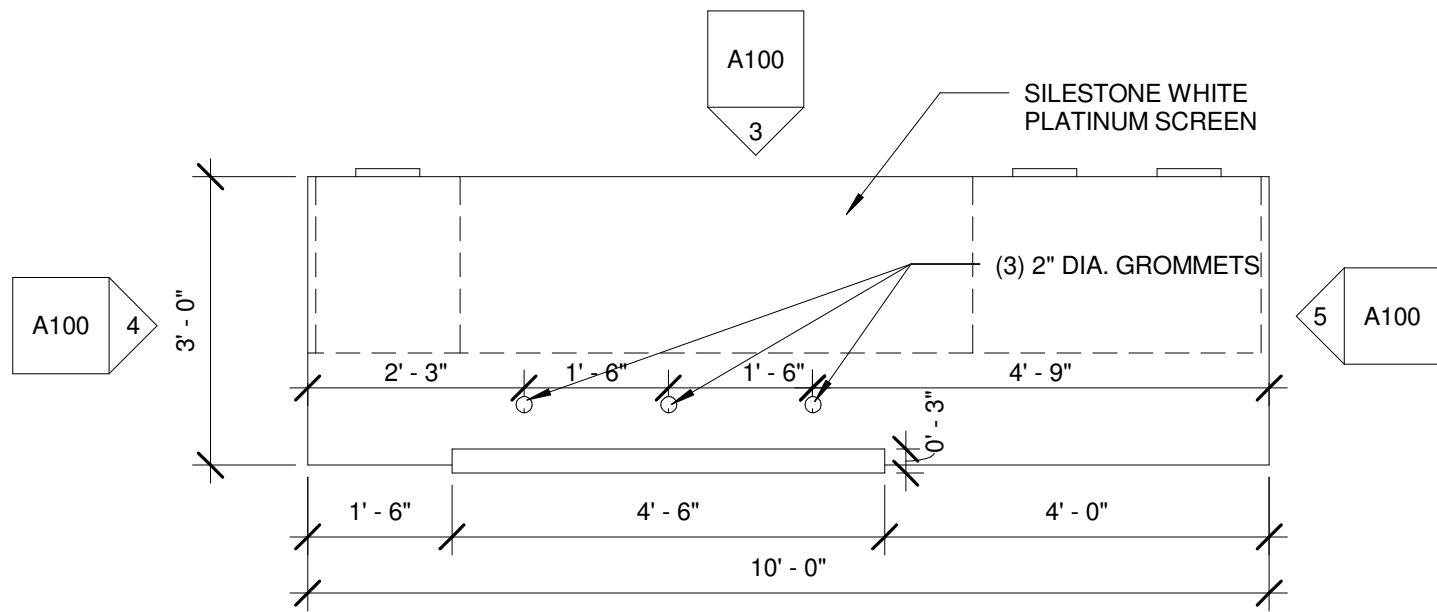 A100
3
SILESTONE WHITE
PLATINUM SCREEN
(3) 2" DIA. GROMMETS
A100
4
3' - 0"
5
A100
2' - 3"
1' - 6"
1' - 6"
4' - 9"
0' - 3"
1' - 6"
4' - 6"
4' - 0"
10' - 0"